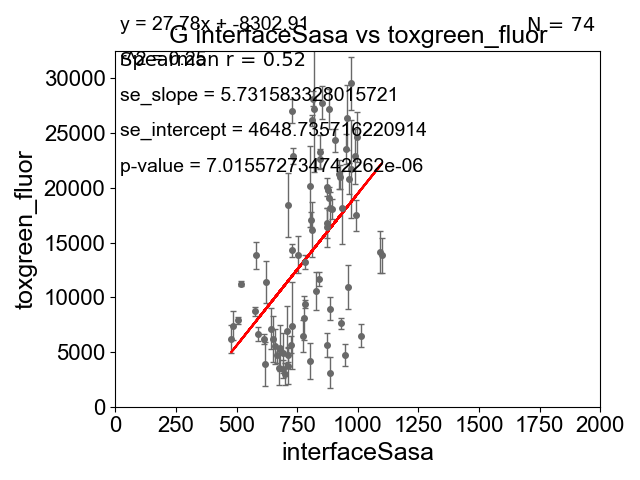 y = 27.78x + -8302.91
N = 74
G interfaceSasa vs toxgreen_fluor
Spearman r = 0.52
se_slope = 5.731583328015721
se_intercept = 4648.735716220914
p-value = 7.015572734742262e-06
toxgreen_fluor
30000
25000
20000
15000
10000
5000
0
0 250 500 750 1000 1250 1500 1750 2000
interfaceSasa